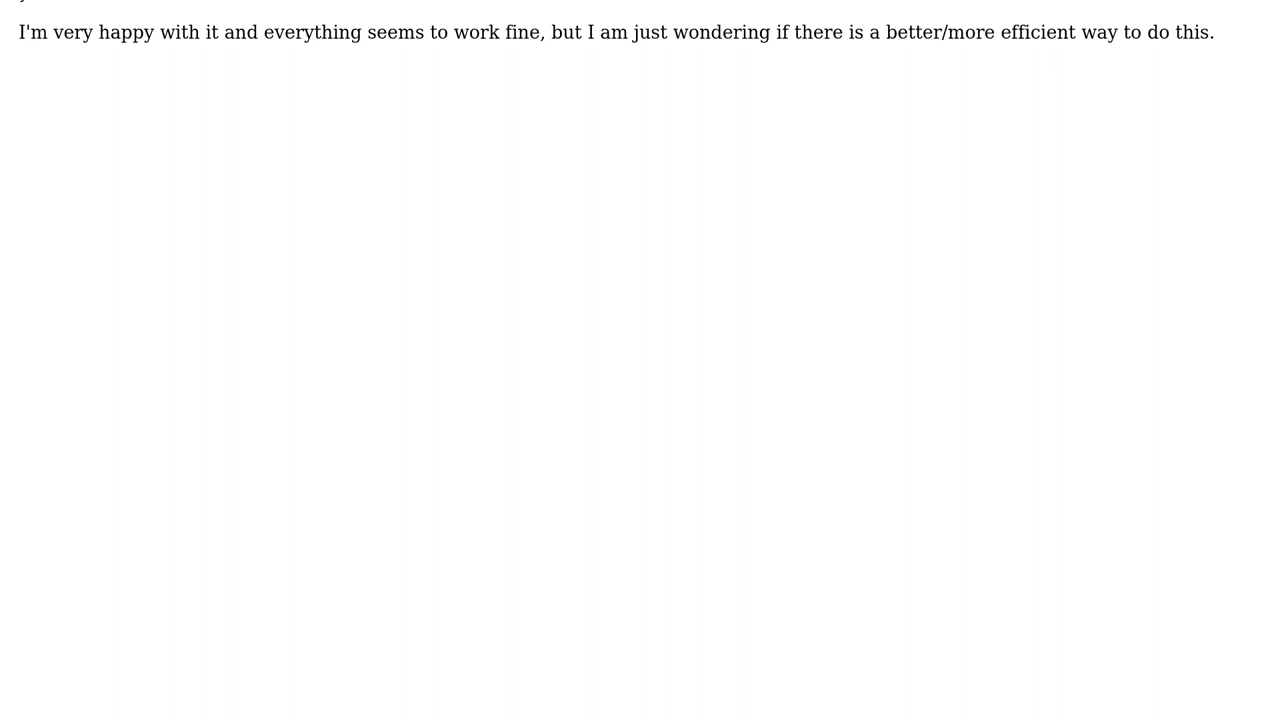 I'm very happy with it and everything seems to work fine, but I am just wondering if there is a better/more efficient way to do this.